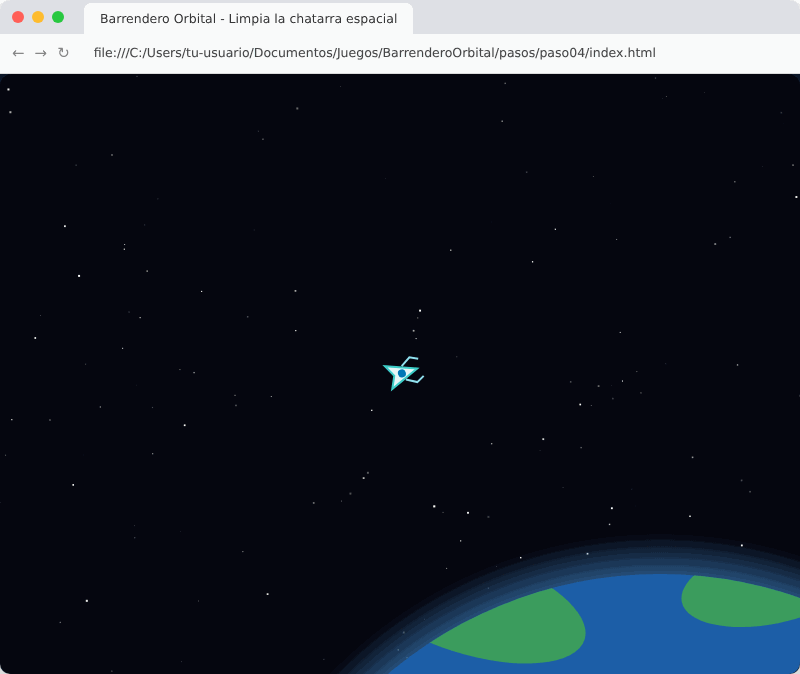 Barrendero Orbital - Limpia la chatarra espacial
file:///C:/Users/tu-usuario/Documentos/Juegos/BarrenderoOrbital/pasos/paso04/index.html